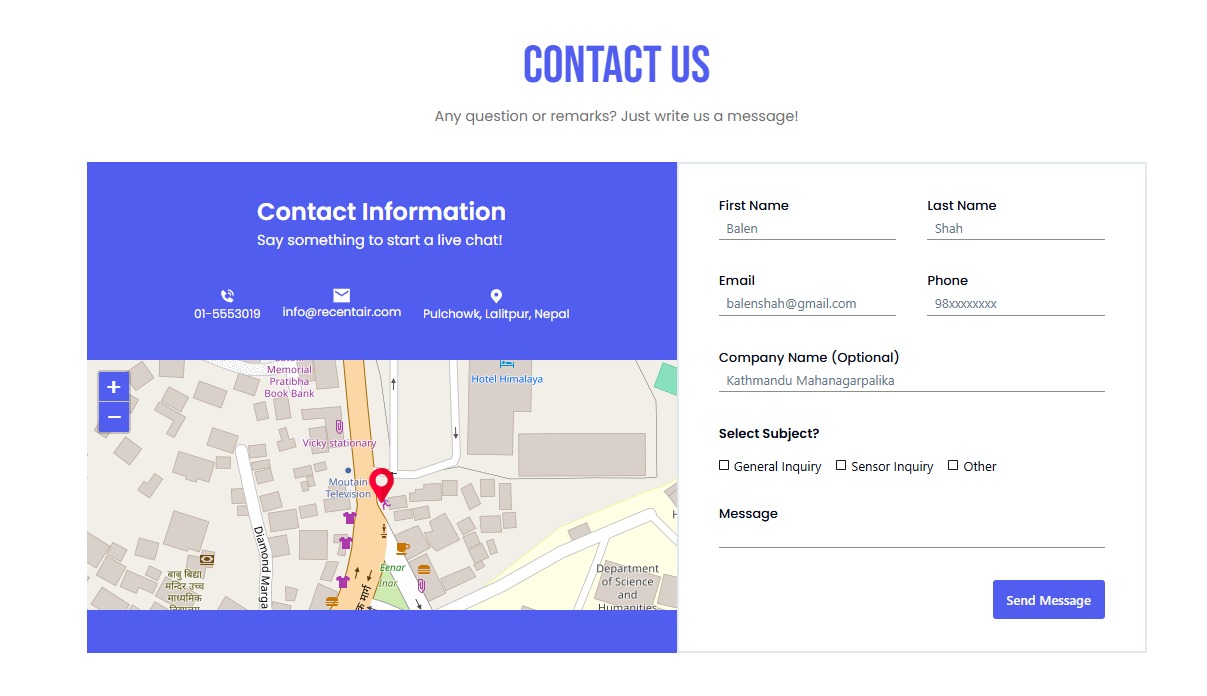 CONTACT US
Any question or remarks? Just write us a message!
Contact Information
Say something to start a live chat!
01-5553019
info@recentair.com
Pulchowk, Lalitpur, Nepal
+
−
Memorial
Pratibha
Book Bank
Hotel Himalaya
Vicky stationary
Moutain
Television
Diamond Marga
Eenar
Inar
बाबु बिद्या
मन्दिर उच्च
माध्यमिक
विद्यालय
Department
of Science
and
Humanities
First Name
Last Name
Balen
Shah
Email
Phone
balenshah@gmail.com
98xxxxxxxx
Company Name (Optional)
Kathmandu Mahanagarpalika
Select Subject?
General Inquiry
Sensor Inquiry
Other
Message
Send Message